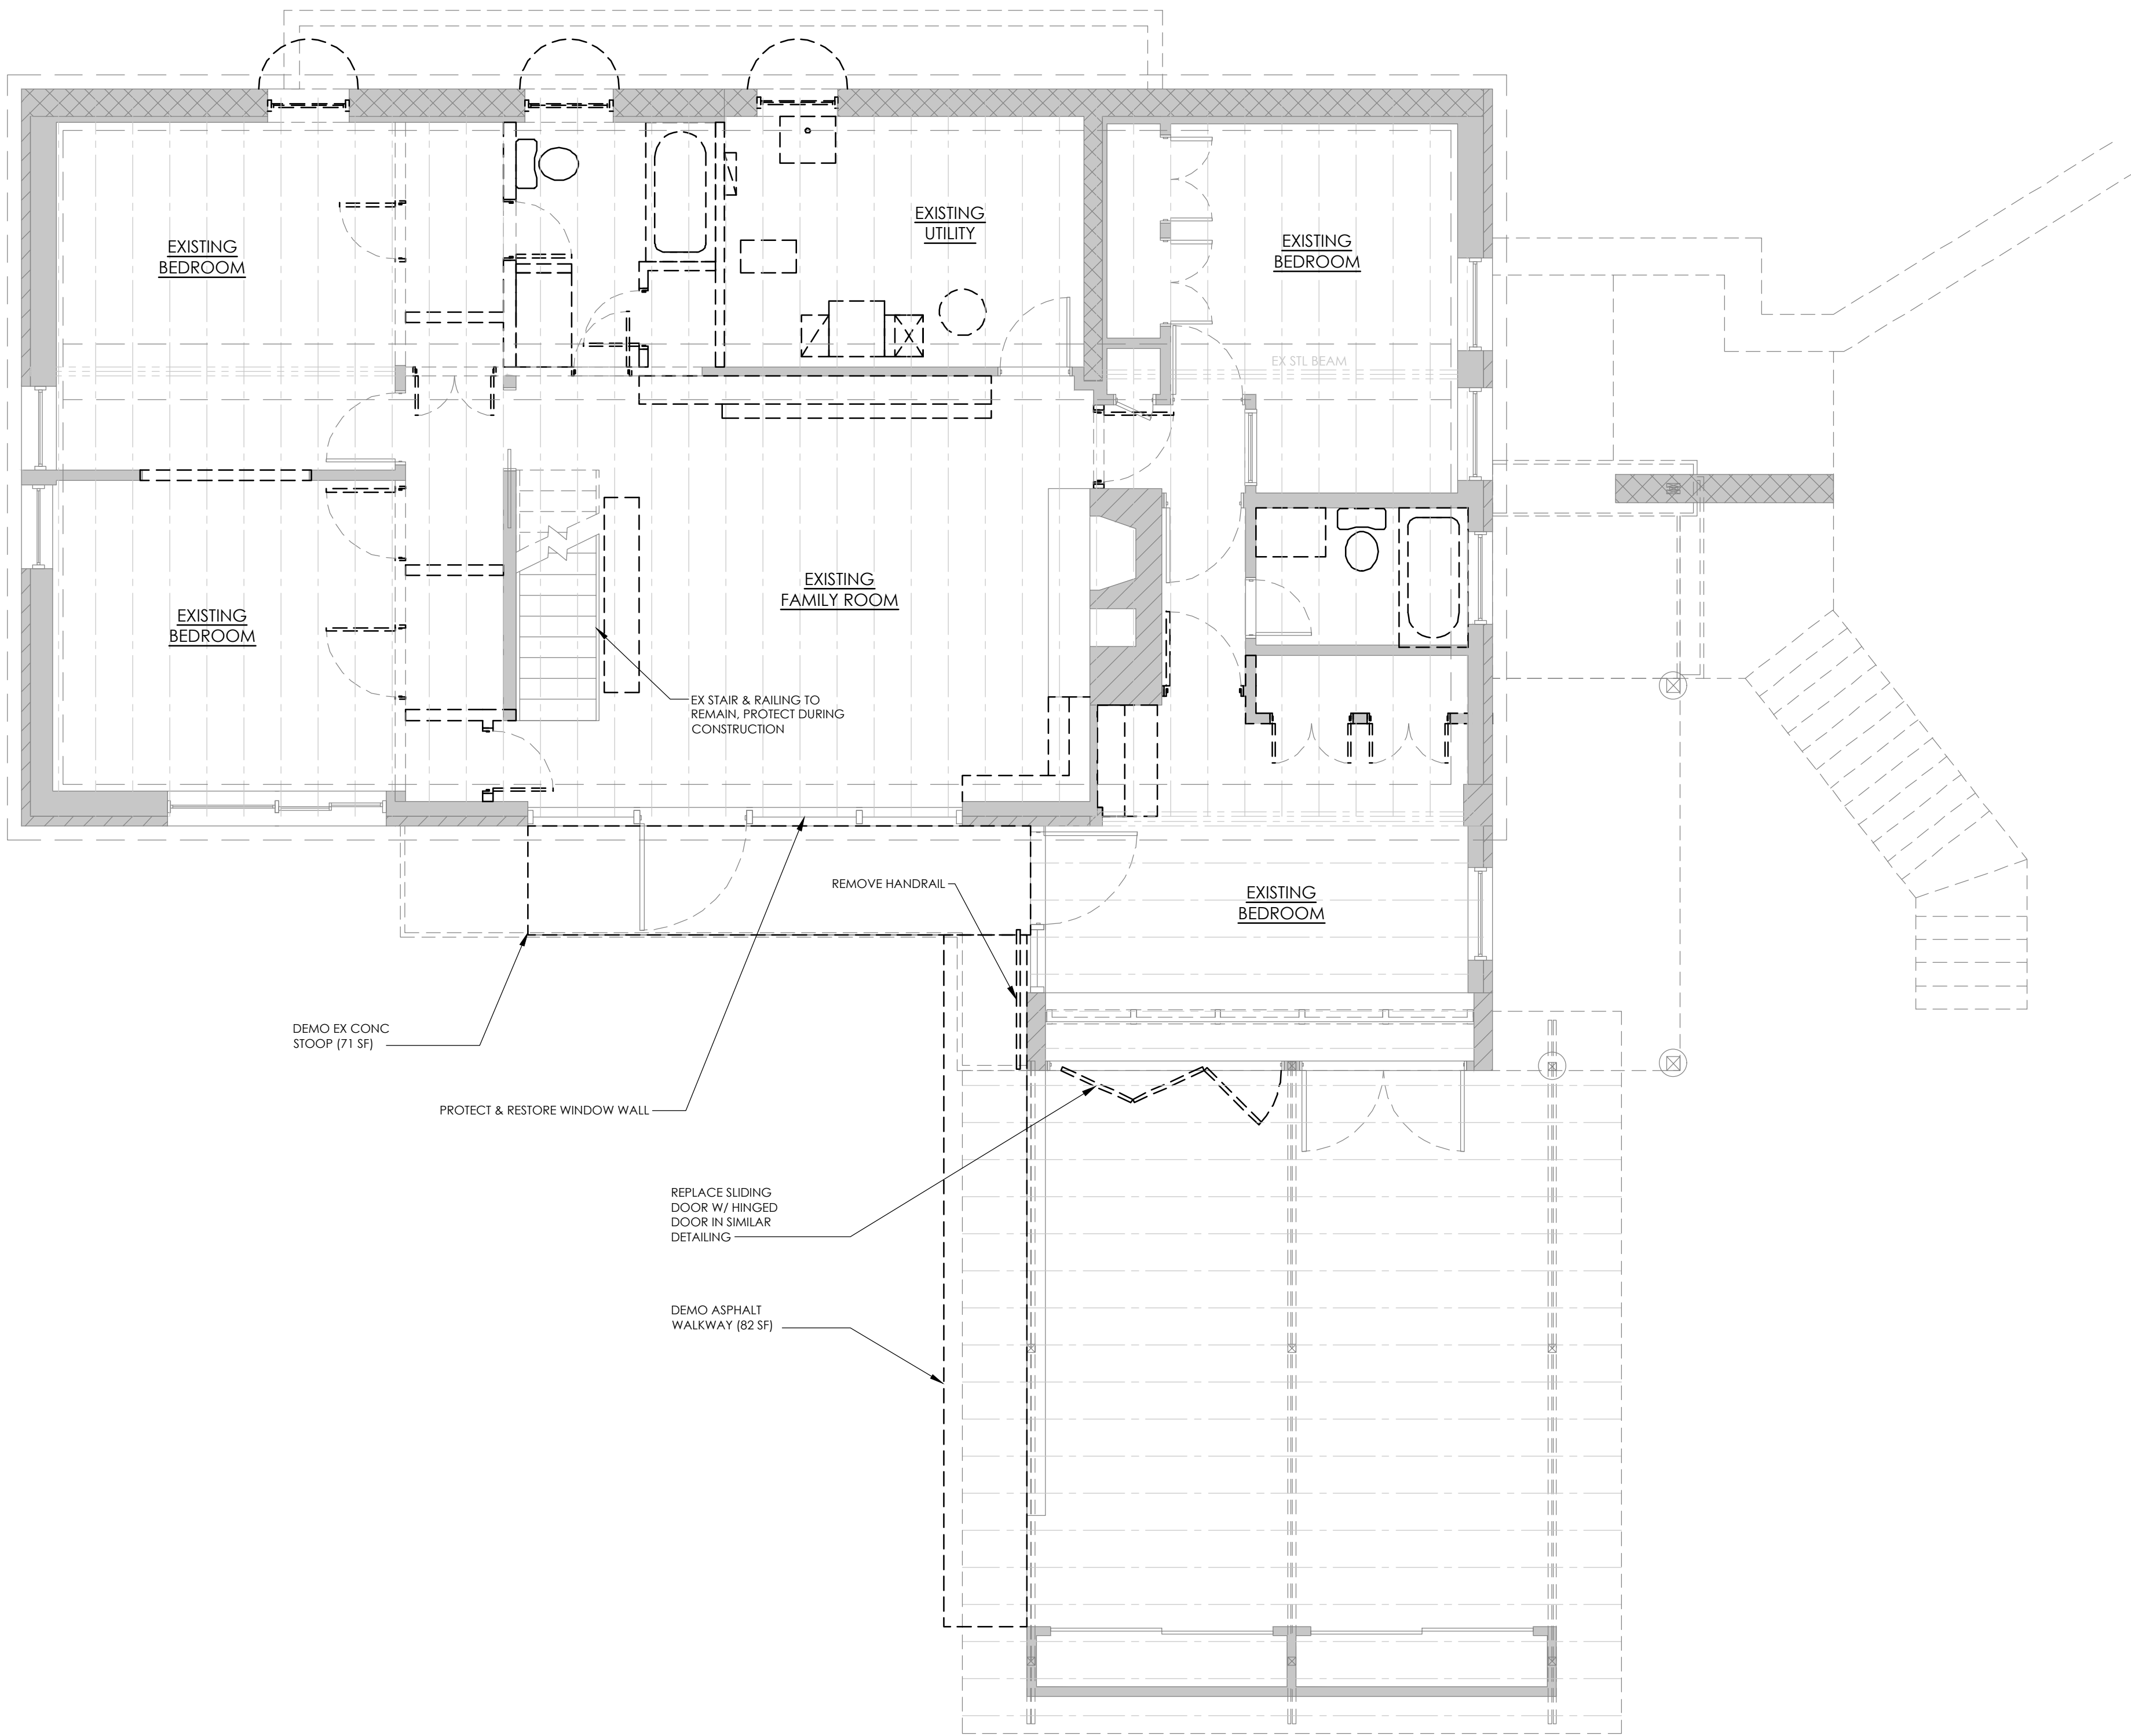 EXISTING
BEDROOM
EXISTING
UTILITY
EXISTING
BEDROOM
EX STL BEAM
EXISTING
BEDROOM
EXISTING
FAMILY ROOM
EX STAIR & RAILING TO
REMAIN, PROTECT DURING
CONSTRUCTION
REMOVE HANDRAIL
EXISTING
BEDROOM
DEMO EX CONC
STOOP (71 SF)
PROTECT & RESTORE WINDOW WALL
REPLACE SLIDING
DOOR W/ HINGED
DOOR IN SIMILAR
DETAILING
DEMO ASPHALT
WALKWAY (82 SF)